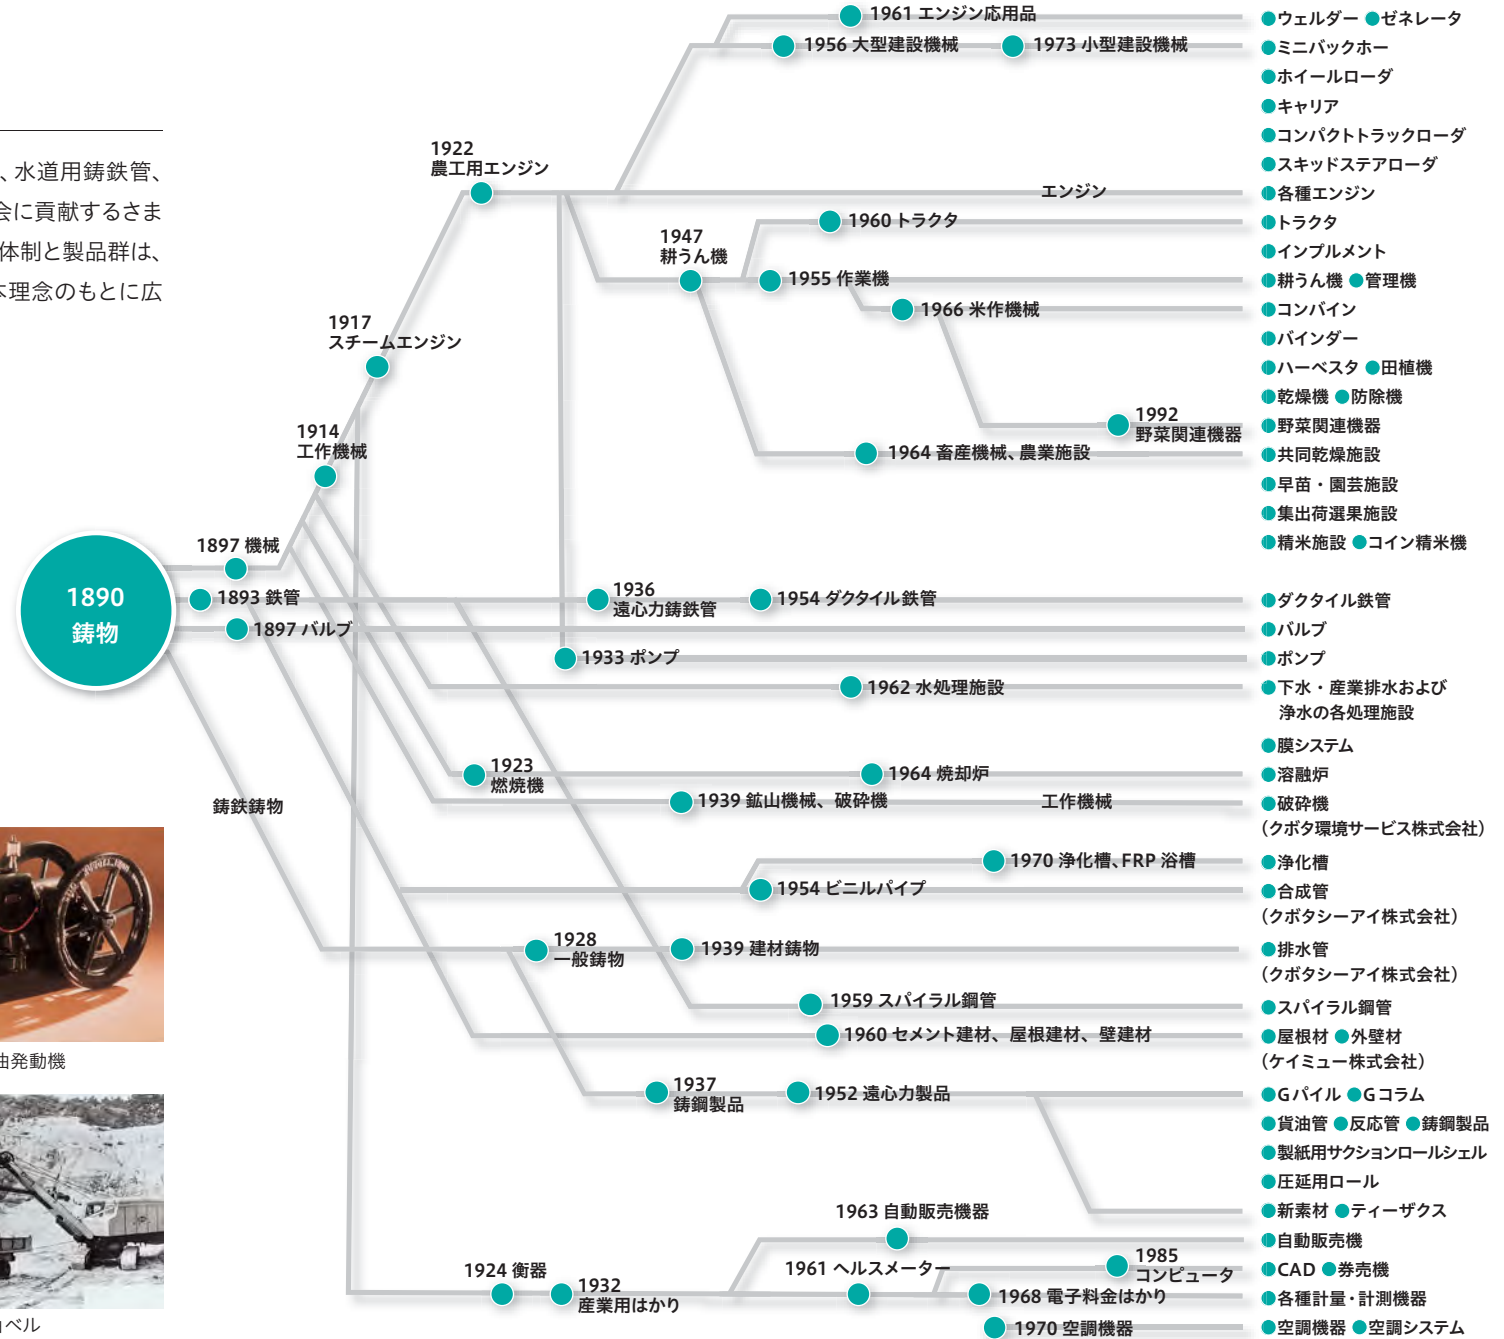 、水道用鋳鉄管、
会に貢献するさま
体制と製品群は、
本理念のもとに広
1890
鋳物
1897 機械
1893 鉄管
1897 バルブ
鋳鉄鋳物
1914
工作機械
1917
スチームエンジン
1922
農工用エンジン
1961 エンジン応用品
1956 大型建設機械
1973 小型建設機械
エンジン
1947
耕うん機
1960 トラクタ
1955 作業機
1966 米作機械
1992
野菜関連機器
1964 畜産機械、農業施設
1936
遠心力鋳鉄管
1954 ダクタイル鉄管
1933 ポンプ
1962 水処理施設
1923
燃焼機
1964 焼却炉
1939 鉱山機械、破砕機
工作機械
1970 浄化槽、FRP 浴槽
1954 ビニルパイプ
1928
一般鋳物
1939 建材鋳物
1959 スパイラル鋼管
1960 セメント建材、屋根建材、壁建材
1937
鋳鋼製品
1952 遠心力製品
1963 自動販売機器
1924 衡器
1932
産業用はかり
1961 ヘルスメーター
1985
コンピュータ
1968 電子料金はかり
1970 空調機器
●ウェルダー ●ゼネレータ
●ミニバックホー
●ホイールローダ
●キャリア
●コンパクトトラックローダ
●スキッドステアローダ
●各種エンジン
●トラクタ
●インプルメント
●耕うん機 ●管理機
●コンバイン
●バインダー
●ハーベスタ ●田植機
●乾燥機 ●防除機
●野菜関連機器
●共同乾燥施設
●早苗・園芸施設
●集出荷選果施設
●精米施設 ●コイン精米機
●ダクタイル鉄管
●バルブ
●ポンプ
●下水・産業排水および
浄水の各処理施設
●膜システム
●溶融炉
●破砕機
(クボタ環境サービス株式会社)
●浄化槽
●合成管
(クボタシーアイ株式会社)
●排水管
(クボタシーアイ株式会社)
●スパイラル鋼管
●屋根材 ●外壁材
(ケイミュー株式会社)
●Gパイル ●Gコラム
●貨油管 ●反応管 ●鋳鋼製品
●製紙用サクションロールシェル
●圧延用ロール
●新素材 ●ティーザクス
●自動販売機
●CAD ●券売機
●各種計量・計測機器
●空調機器 ●空調システム
油発動機
ョベル